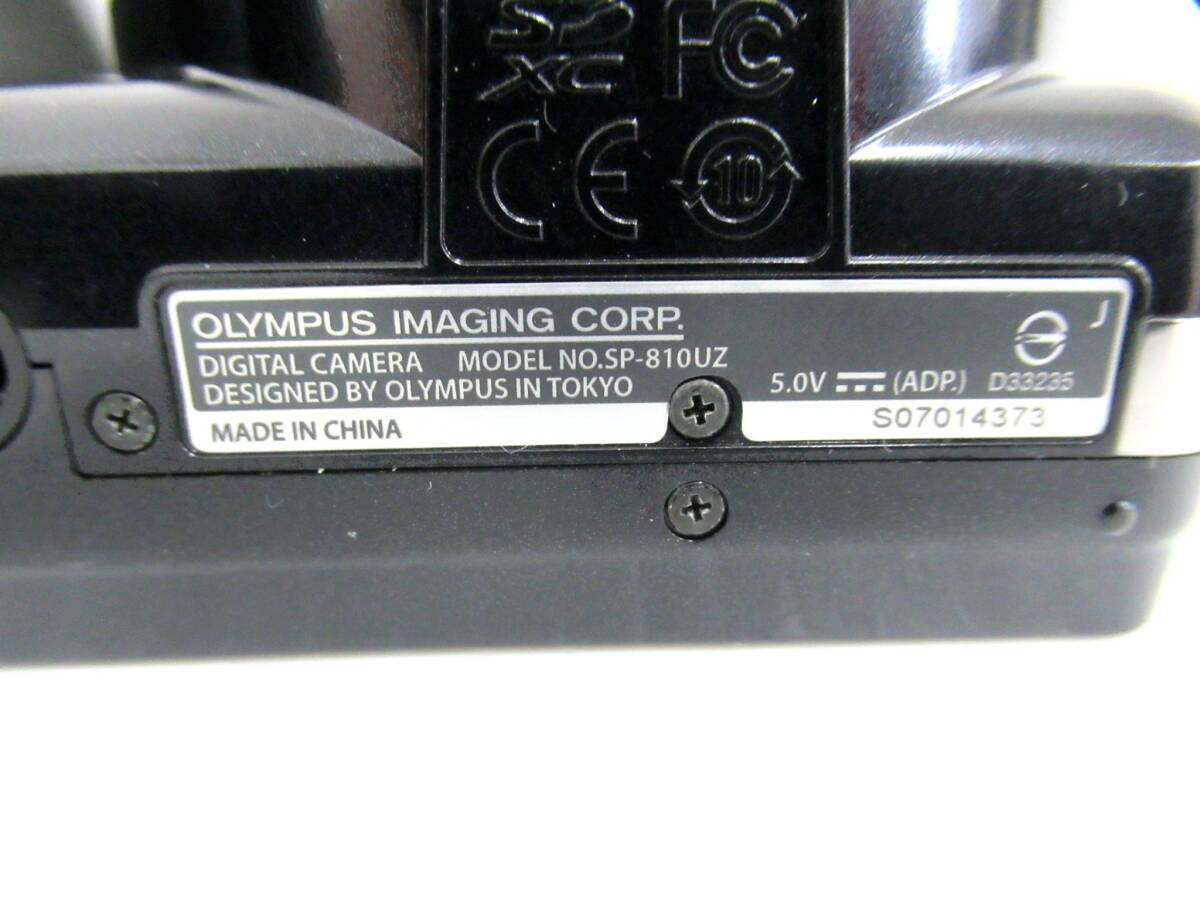 SD
XC FC
CE 10
OLYMPUS IMAGING CORP. J
DIGITAL CAMERA MODEL NO.SP-810UZ
DESIGNED BY OLYMPUS IN TOKYO 5.0V (ADP.) D33235
MADE IN CHINA S07014373